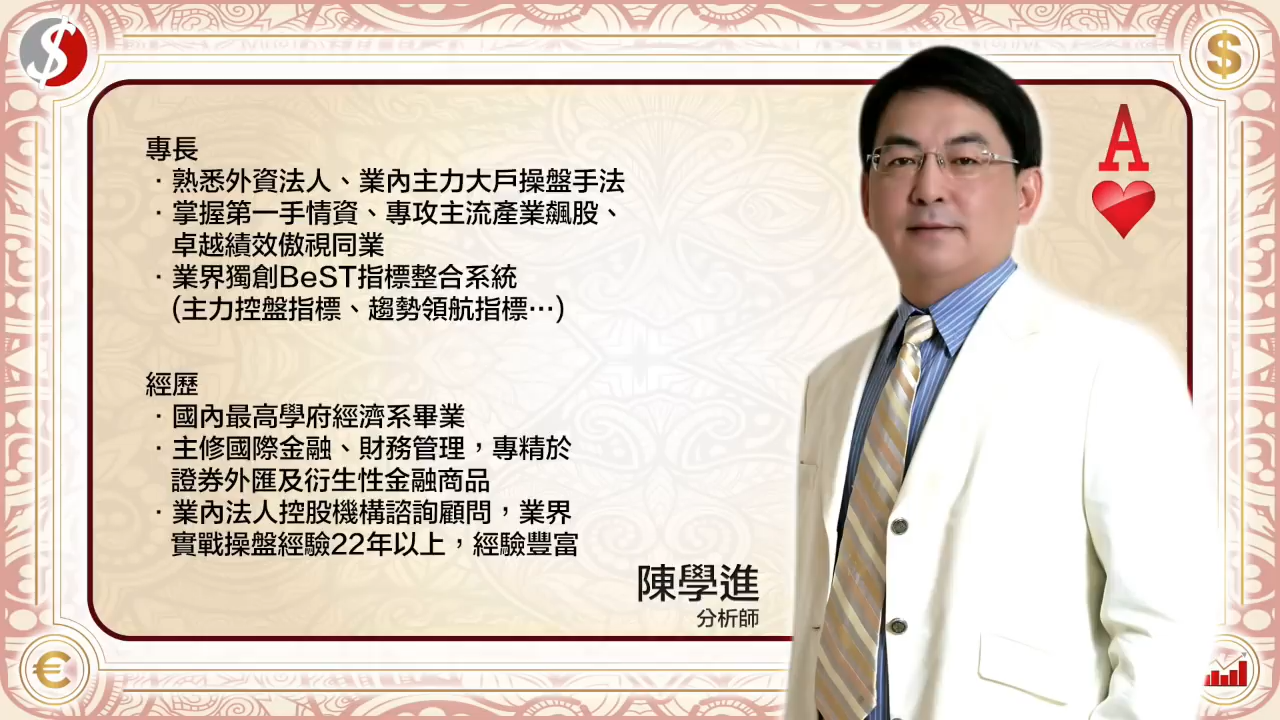 專長
·熟悉外資法人、業內主力大戶操盤手法
·掌握第一手情資、專攻主流產業飆股、
卓越績效傲視同業
·業界獨創BeST指標整合系統
(主力控盤指標、趨勢領航指標…)
經歷
·國內最高學府經濟系畢業
·主修國際金融、財務管理，專精於
證券外匯及衍生性金融商品
·業內法人控股機構諮詢顧問，業界
實戰操盤經驗22年以上，經驗豐富
陳學進
分析師
A
$
$
€